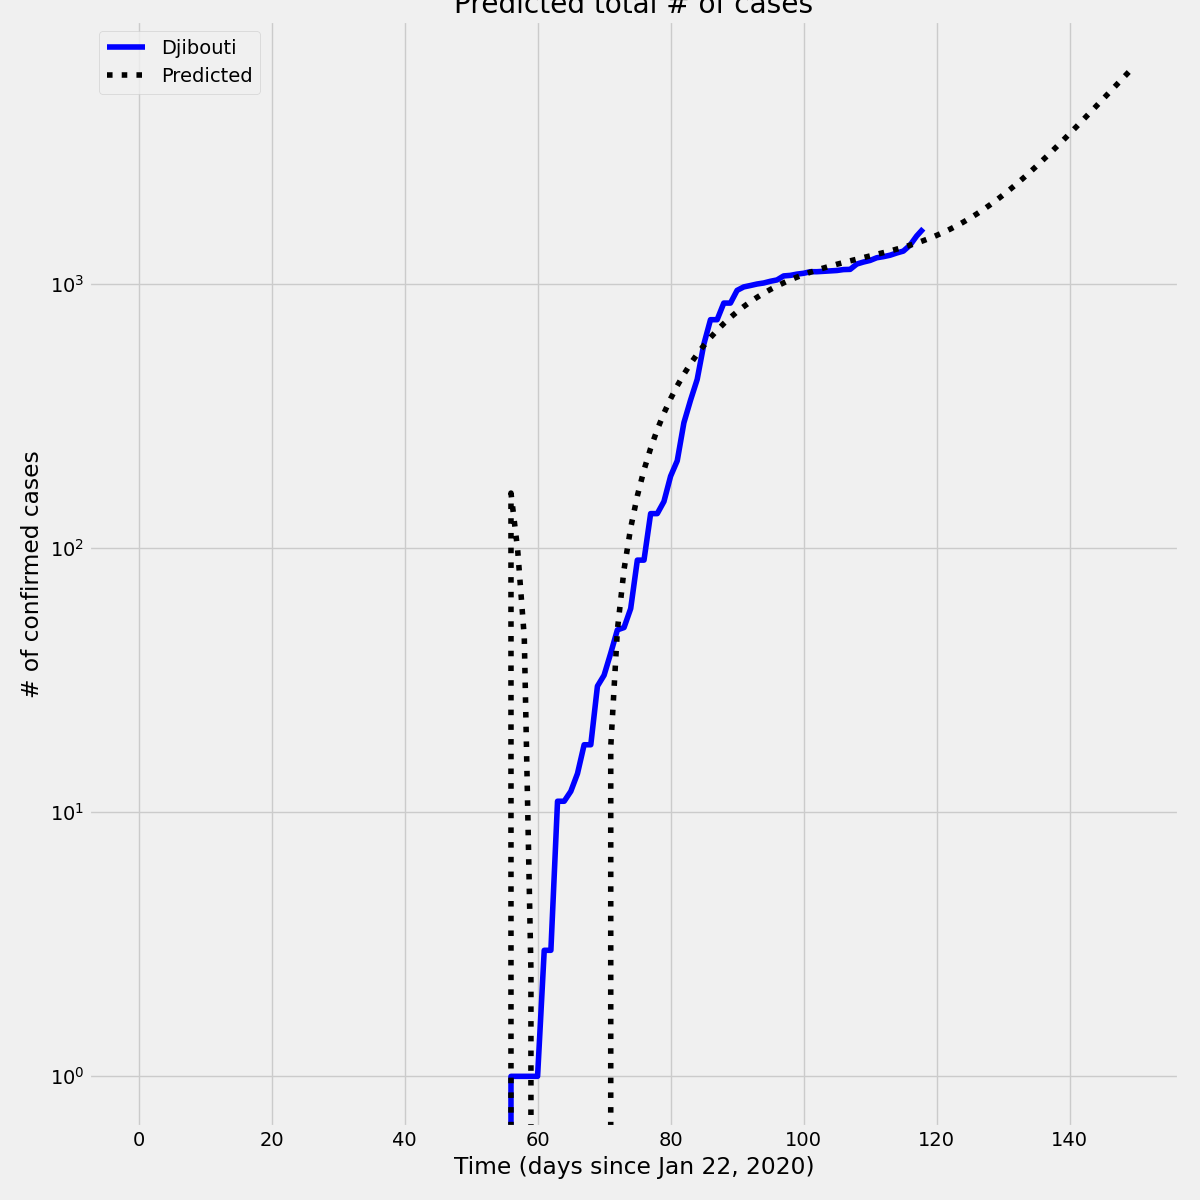 Predicted total # of cases
Djibouti
Predicted
# of confirmed cases
10³
10²
10¹
10⁰
0 20 40 60 80 100 120 140
Time (days since Jan 22, 2020)